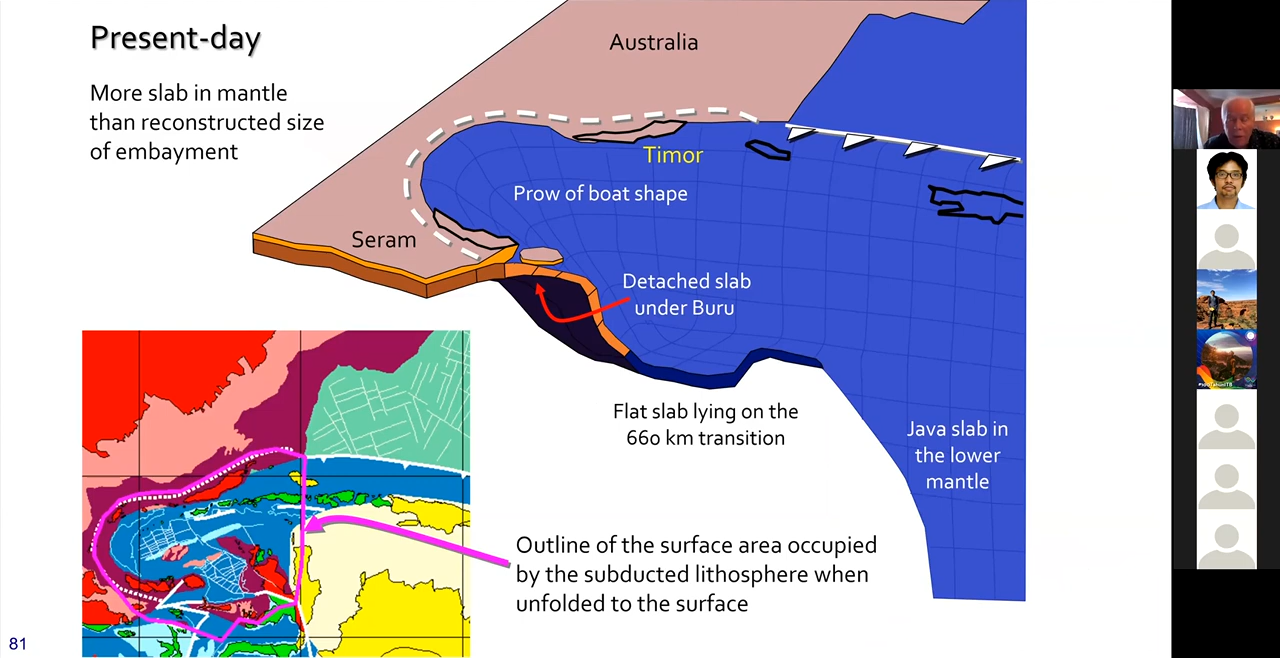 Present-day
More slab in mantle
than reconstructed size
of embayment
Australia
Timor
Prow of boat shape
Seram
Detached slab
under Buru
Flat slab lying on the
660 km transition
Java slab in
the lower
mantle
Outline of the surface area occupied
by the subducted lithosphere when
unfolded to the surface
81